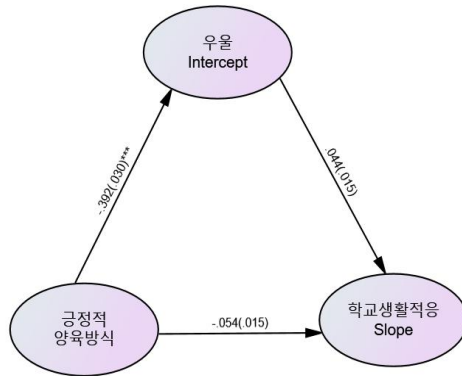 우울
Intercept
-.392(.030)***
.044(.015)
긍정적
양육방식
-.054(.015)
학교생활적응
Slope